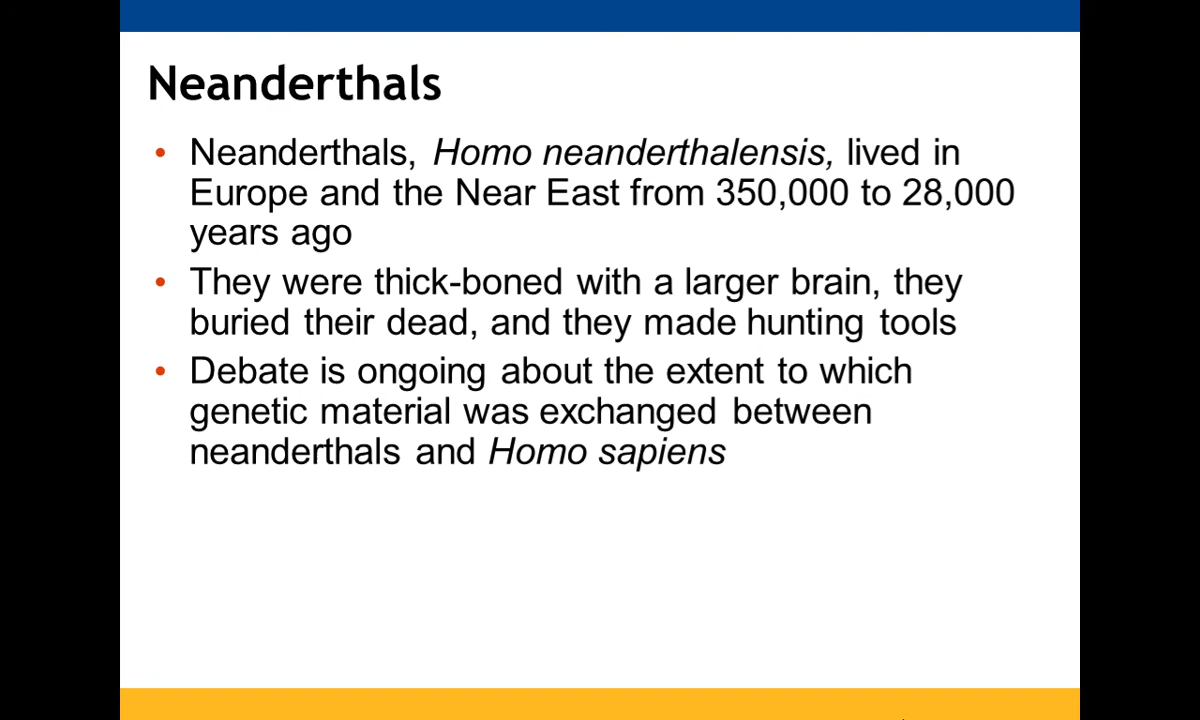 Neanderthals
• Neanderthals, Homo neanderthalensis, lived in
Europe and the Near East from 350,000 to 28,000
years ago
• They were thick-boned with a larger brain, they
buried their dead, and they made hunting tools
• Debate is ongoing about the extent to which
genetic material was exchanged between
neanderthals and Homo sapiens